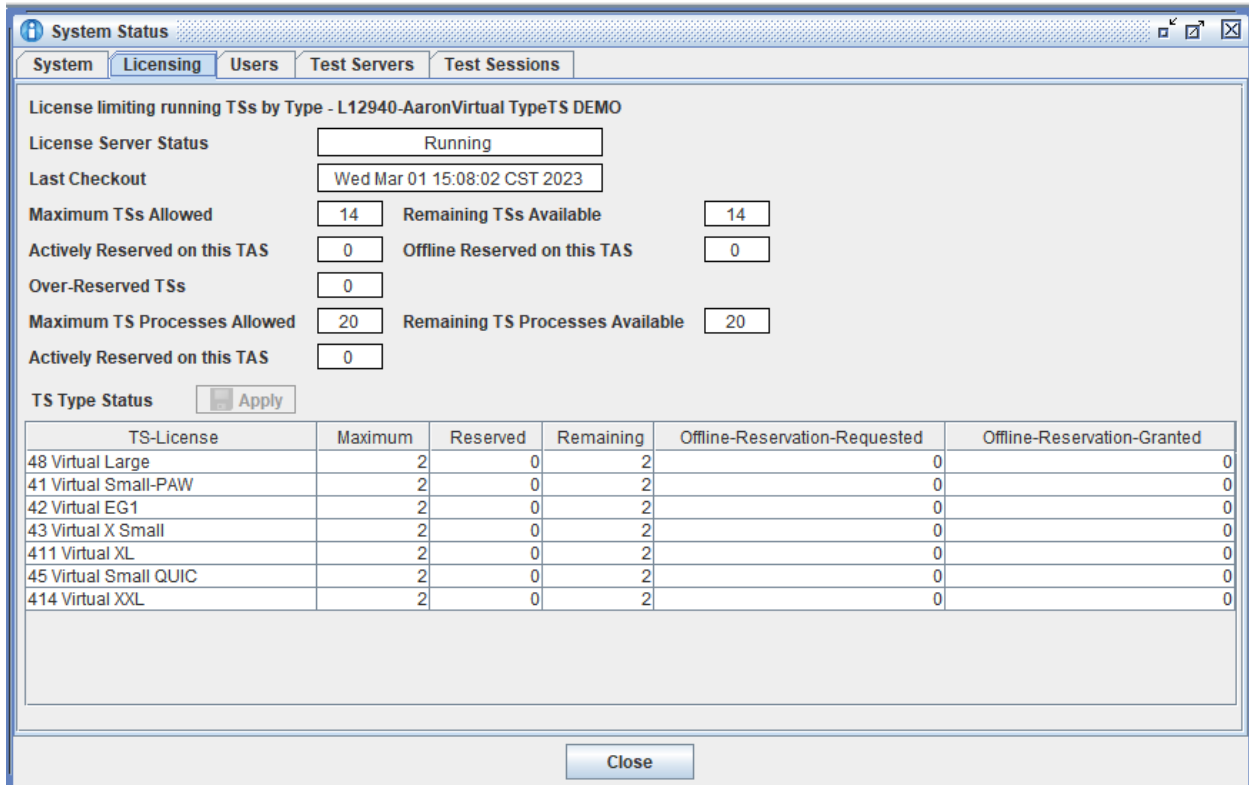 System Status
System Licensing Users Test Servers Test Sessions
License limiting running TSs by Type - L12940-AaronVirtual TypeTS DEMO
License Server Status Running
Last Checkout Wed Mar 01 15:08:02 CST 2023
Maximum TSs Allowed 14 Remaining TSs Available 14
Actively Reserved on this TAS 0 Offline Reserved on this TAS 0
Over-Reserved TSs 0
Maximum TS Processes Allowed 20 Remaining TS Processes Available 20
Actively Reserved on this TAS 0
TS Type Status Apply
TS-License Maximum Reserved Remaining Offline-Reservation-Requested Offline-Reservation-Granted
48 Virtual Large 2 0 2 0 0
41 Virtual Small-PAW 2 0 2 0 0
42 Virtual EG1 2 0 2 0 0
43 Virtual X Small 2 0 2 0 0
411 Virtual XL 2 0 2 0 0
45 Virtual Small QUIC 2 0 2 0 0
414 Virtual XXL 2 0 2 0 0
Close